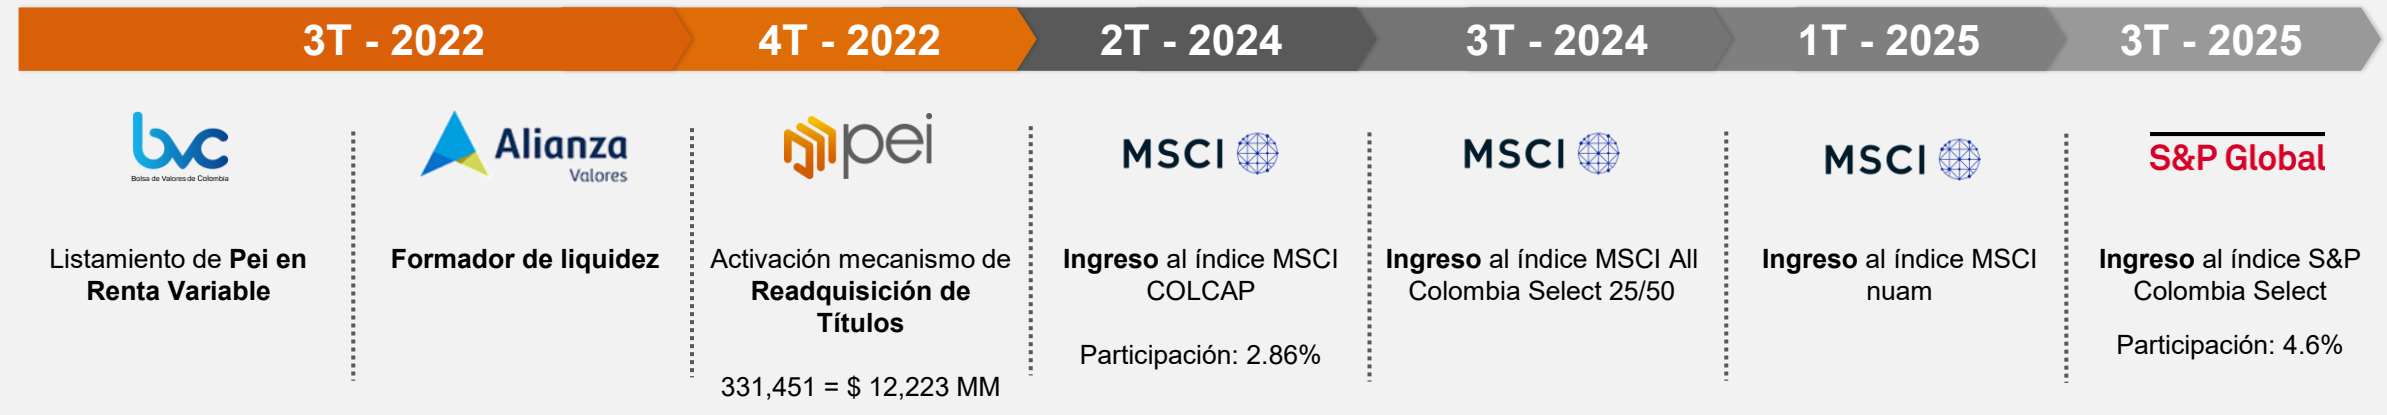 3T - 2022
4T - 2022
2T - 2024
3T - 2024
1T - 2025
3T - 2025
bvc
Bolsa de Valores de Colombia
Listamiento de Pei en
Renta Variable
Alianza
Valores
Formador de liquidez
pei
Activación mecanismo de
Readquisición de
Títulos
331,451 = $ 12,223 MM
MSCI
Ingreso al índice MSCI
COLCAP
Participación: 2.86%
MSCI
Ingreso al índice MSCI All
Colombia Select 25/50
MSCI
Ingreso al índice MSCI
nuam
S&P Global
Ingreso al índice S&P
Colombia Select
Participación: 4.6%